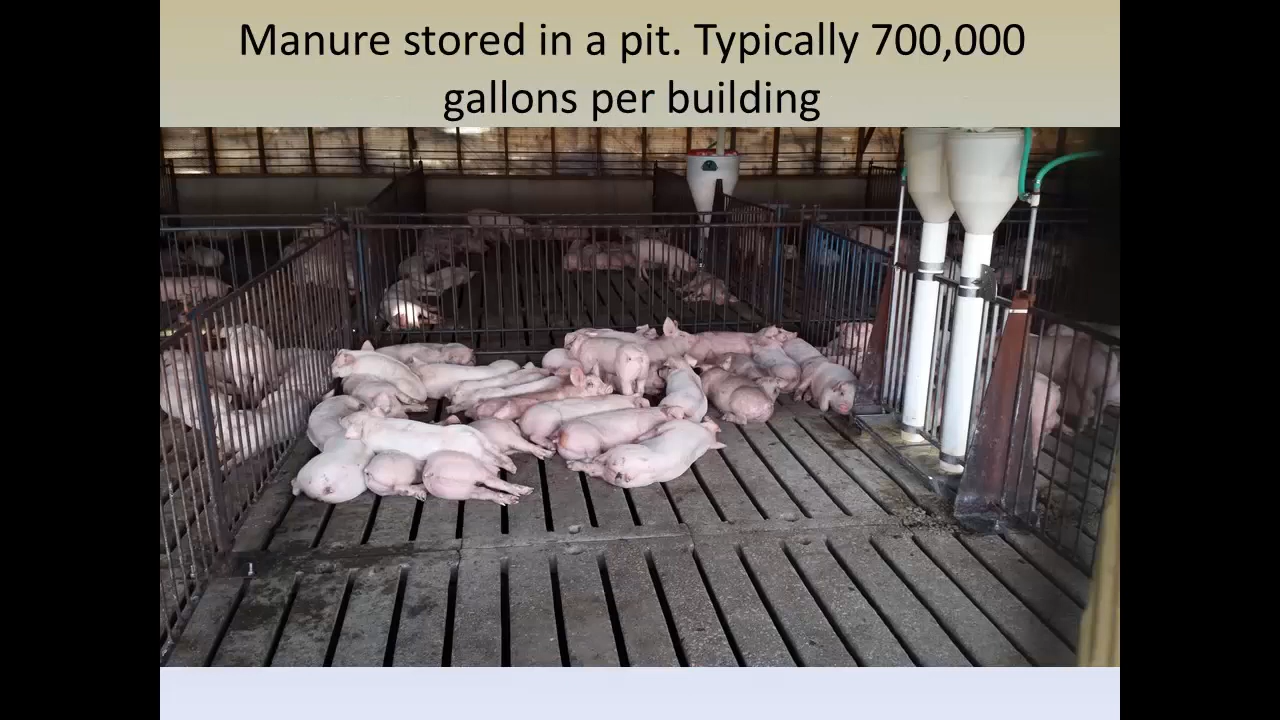 Manure stored in a pit. Typically 700,000
gallons per building